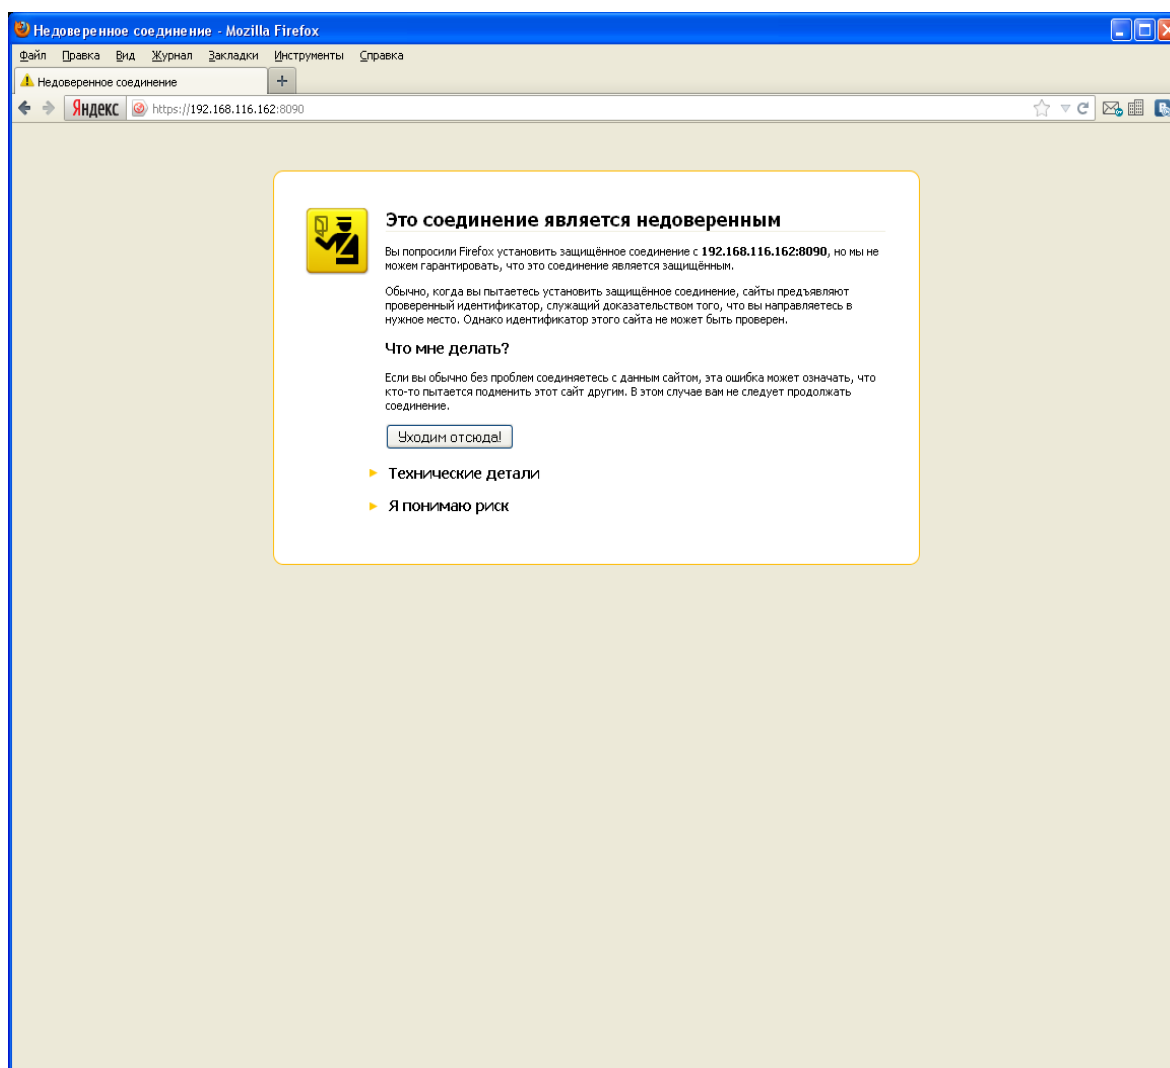 Недоверенное соединение - Mozilla Firefox
Файл Правка Вид Журнал Закладки Инструменты Справка
Недоверенное соединение
Яндекс https://192.168.116.162:8090
Это соединение является недоверенным
Вы попросили Firefox установить защищённое соединение с 192.168.116.162:8090, но мы не
можем гарантировать, что это соединение является защищённым.
Обычно, когда вы пытаетесь установить защищённое соединение, сайты предъявляют
проверенный идентификатор, служащий доказательством того, что вы направляетесь в
нужное место. Однако идентификатор этого сайта не может быть проверен.
Что мне делать?
Если вы обычно без проблем соединяетесь с данным сайтом, эта ошибка может означать, что
кто-то пытается подменить этот сайт другим. В этом случае вам не следует продолжать
соединение.
Уходим отсюда!
Технические детали
Я понимаю риск